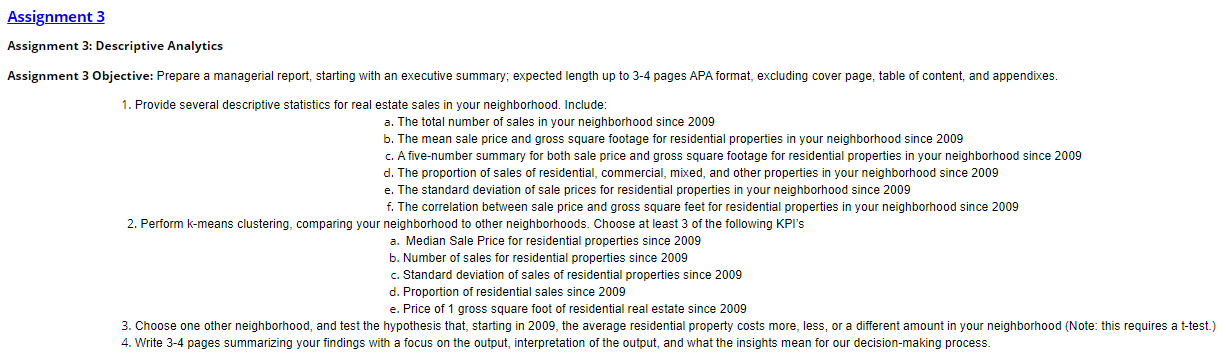 Assignment 3
Assignment 3: Descriptive Analytics
Assignment 3 Objective: Prepare a managerial report, starting with an executive summary; expected length up to 3-4 pages APA format, excluding cover page, table of content, and appendixes.
1. Provide several descriptive statistics for real estate sales in your neighborhood. Include:
a. The total number of sales in your neighborhood since 2009
b. The mean sale price and gross square footage for residential properties in your neighborhood since 2009
c. A five-number summary for both sale price and gross square footage for residential properties in your neighborhood since 2009
d. The proportion of sales of residential, commercial, mixed, and other properties in your neighborhood since 2009
e. The standard deviation of sale prices for residential properties in your neighborhood since 2009
f. The correlation between sale price and gross square feet for residential properties in your neighborhood since 2009
2. Perform k-means clustering, comparing your neighborhood to other neighborhoods. Choose at least 3 of the following KPI's
a. Median Sale Price for residential properties since 2009
b. Number of sales for residential properties since 2009
c. Standard deviation of sales of residential properties since 2009
d. Proportion of residential sales since 2009
e. Price of 1 gross square foot of residential real estate since 2009
3. Choose one other neighborhood, and test the hypothesis that, starting in 2009, the average residential property costs more, less, or a different amount in your neighborhood (Note: this requires a t-test.)
4. Write 3-4 pages summarizing your findings with a focus on the output, interpretation of the output, and what the insights mean for our decision-making process.